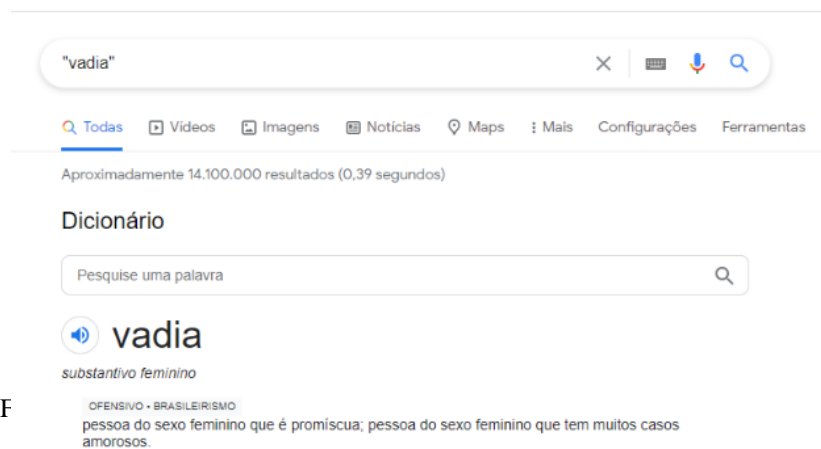 "vadia"
Todas Vídeos Imagens Notícias Maps Mais Configurações Ferramentas
Aproximadamente 14.100.000 resultados (0,39 segundos)
Dicionário
Pesquise uma palavra
vadia
substantivo feminino
OFENSIVO • BRASILEIRISMO
F
pessoa do sexo feminino que é promíscua; pessoa do sexo feminino que tem muitos casos
amorosos.